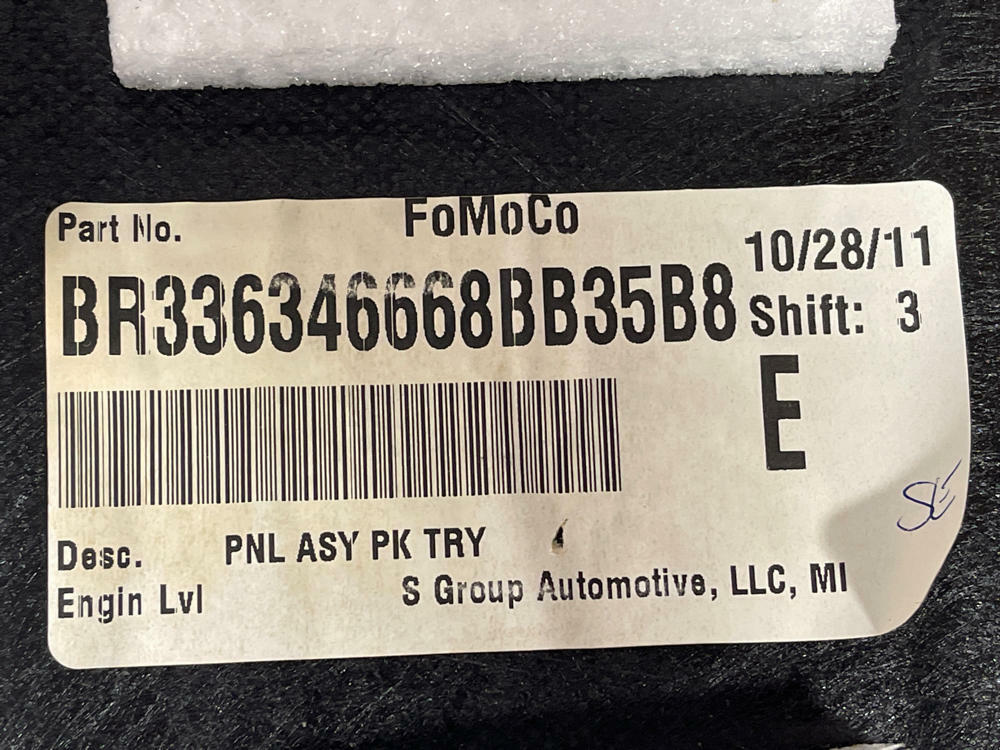 Part No.
FoMoCo
10/28/11
BR336346668BB35B8
Shift: 3
E
Desc. PNL ASY PK TRY
Engin Lvl S Group Automotive, LLC, MI